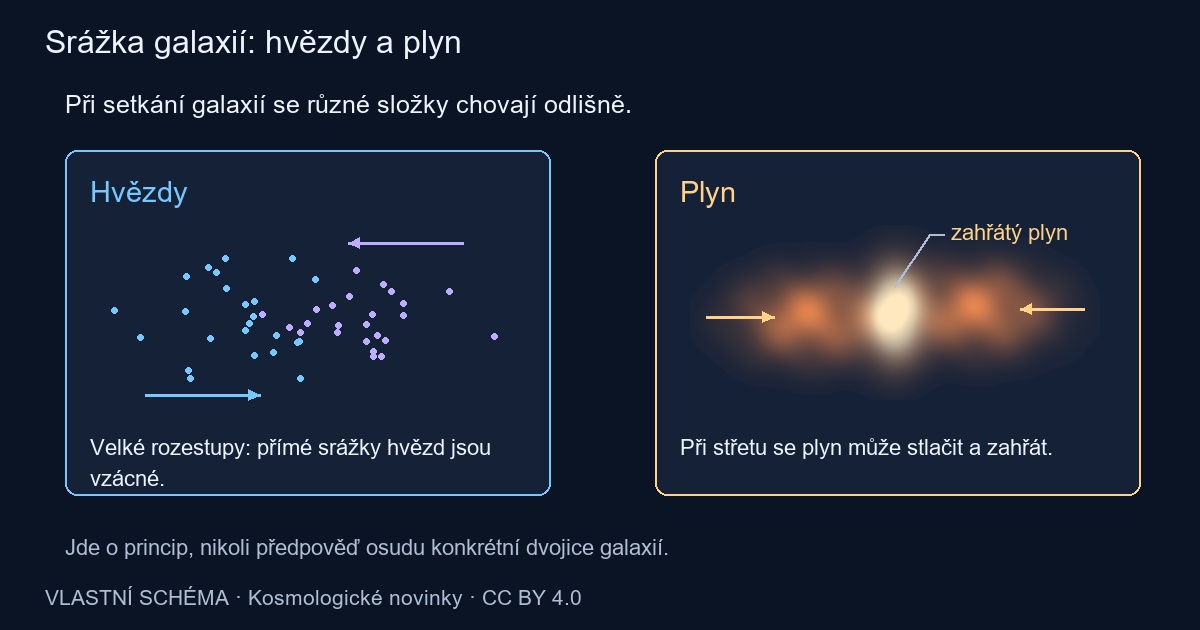 Srážka galaxií: hvězdy a plyn
Při setkání galaxií se různé složky chovají odlišně.
Hvězdy
Velké rozestupy: přímé srážky hvězd jsou
vzácné.
Plyn
zahřátý plyn
Při střetu se plyn může stlačit a zahřát.
Jde o princip, nikoli předpověď osudu konkrétní dvojice galaxií.
VLASTNÍ SCHÉMA · Kosmologické novinky · CC BY 4.0